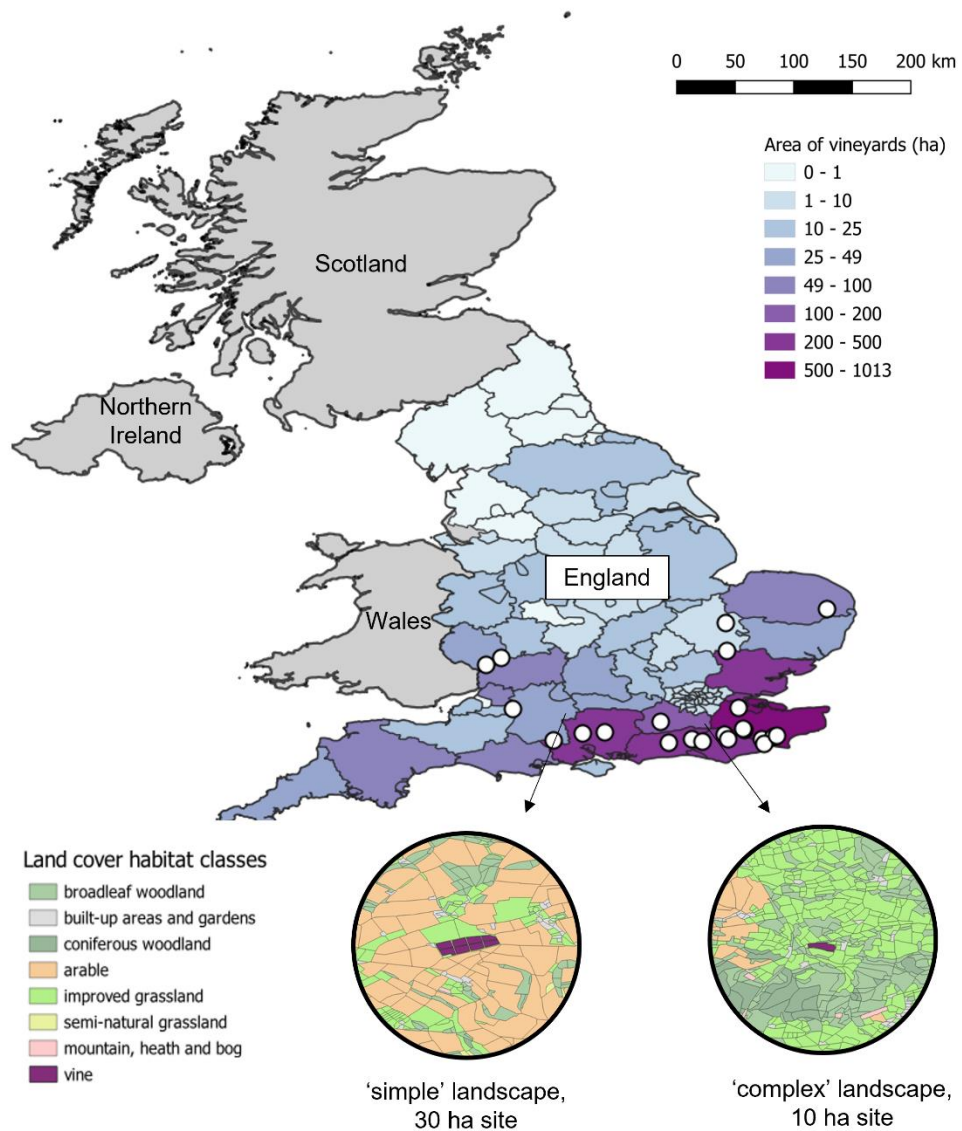 0 50 100 150 200 km
Area of vineyards (ha)
0 - 1
1 - 10
10 - 25
25 - 49
49 - 100
100 - 200
200 - 500
500 - 1013
Scotland
Northern
Ireland
England
Wales
Land cover habitat classes
broadleaf woodland
built-up areas and gardens
coniferous woodland
arable
improved grassland
semi-natural grassland
mountain, heath and bog
vine
‘simple’ landscape,
30 ha site
‘complex’ landscape,
10 ha site